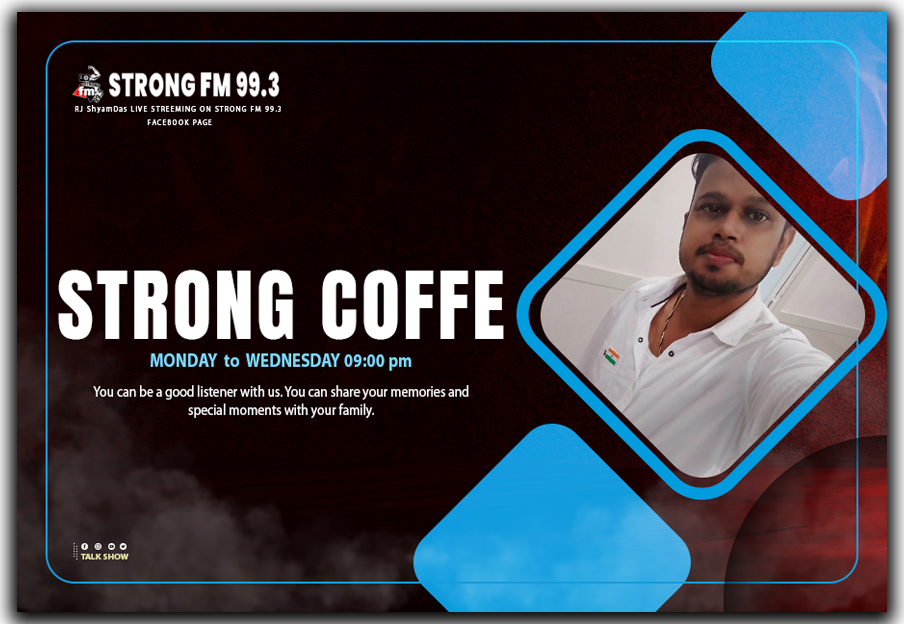 fm
STRONG FM 99.3
RJ ShyamDas LIVE STREEMING ON STRONG FM 99.3
FACEBOOK PAGE
STRONG COFFE
MONDAY to WEDNESDAY 09:00 pm
You can be a good listener with us. You can share your memories and
special moments with your family.
TALK SHOW